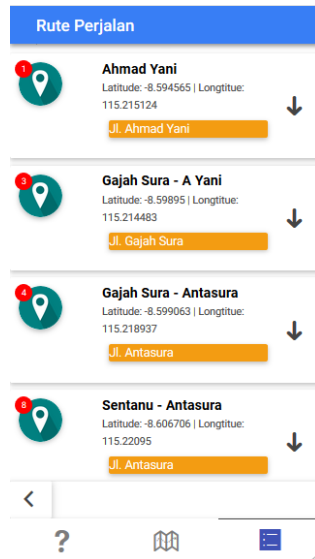 Rute Perjalan
1
Ahmad Yani
Latitude: -8.594565 | Longtitue:
115.215124
Jl. Ahmad Yani
3
Gajah Sura - A Yani
Latitude: -8.59895 | Longtitue:
115.214483
Jl. Gajah Sura
4
Gajah Sura - Antasura
Latitude: -8.599063 | Longtitue:
115.218937
Jl. Antasura
8
Sentanu - Antasura
Latitude: -8.606706 | Longtitue:
115.22095
Jl. Antasura
?